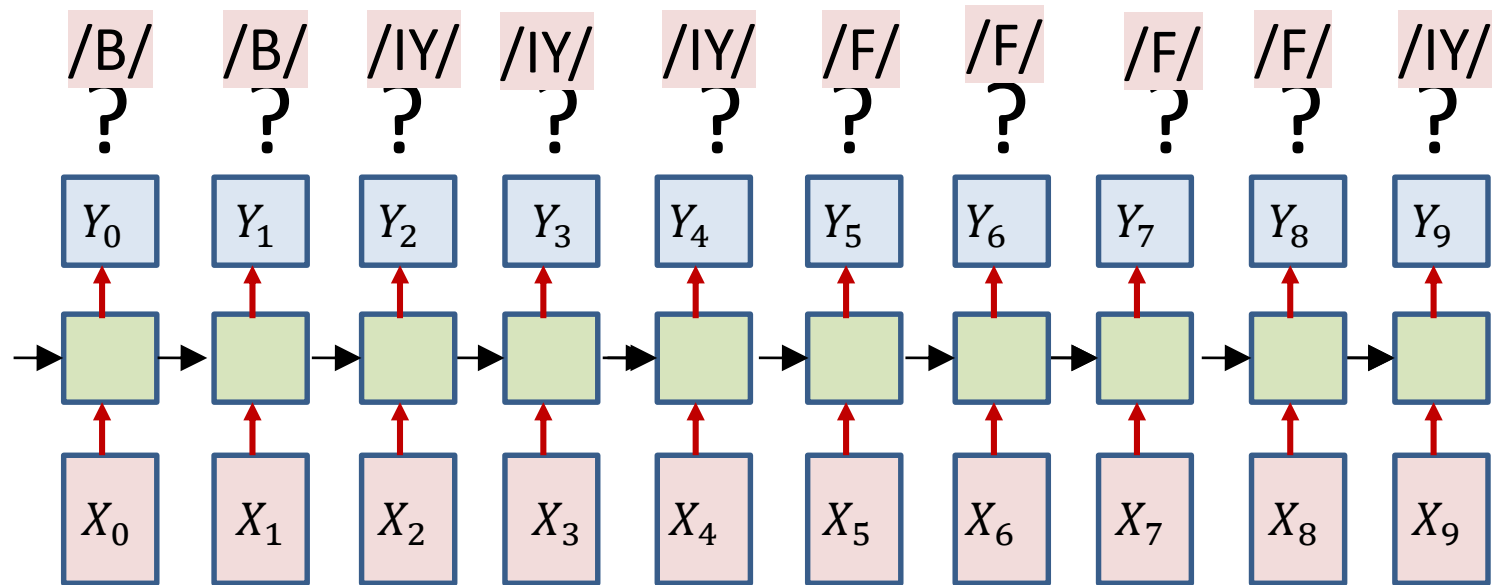 /B/ /B/ /IY/ /IY/ /IY/ /F/ /F/ /F/ /F/ /IY/
? ? ? ? ? ? ? ? ? ?
Y₀ Y₁ Y₂ Y₃ Y₄ Y₅ Y₆ Y₇ Y₈ Y₉
X₀ X₁ X₂ X₃ X₄ X₅ X₆ X₇ X₈ X₉